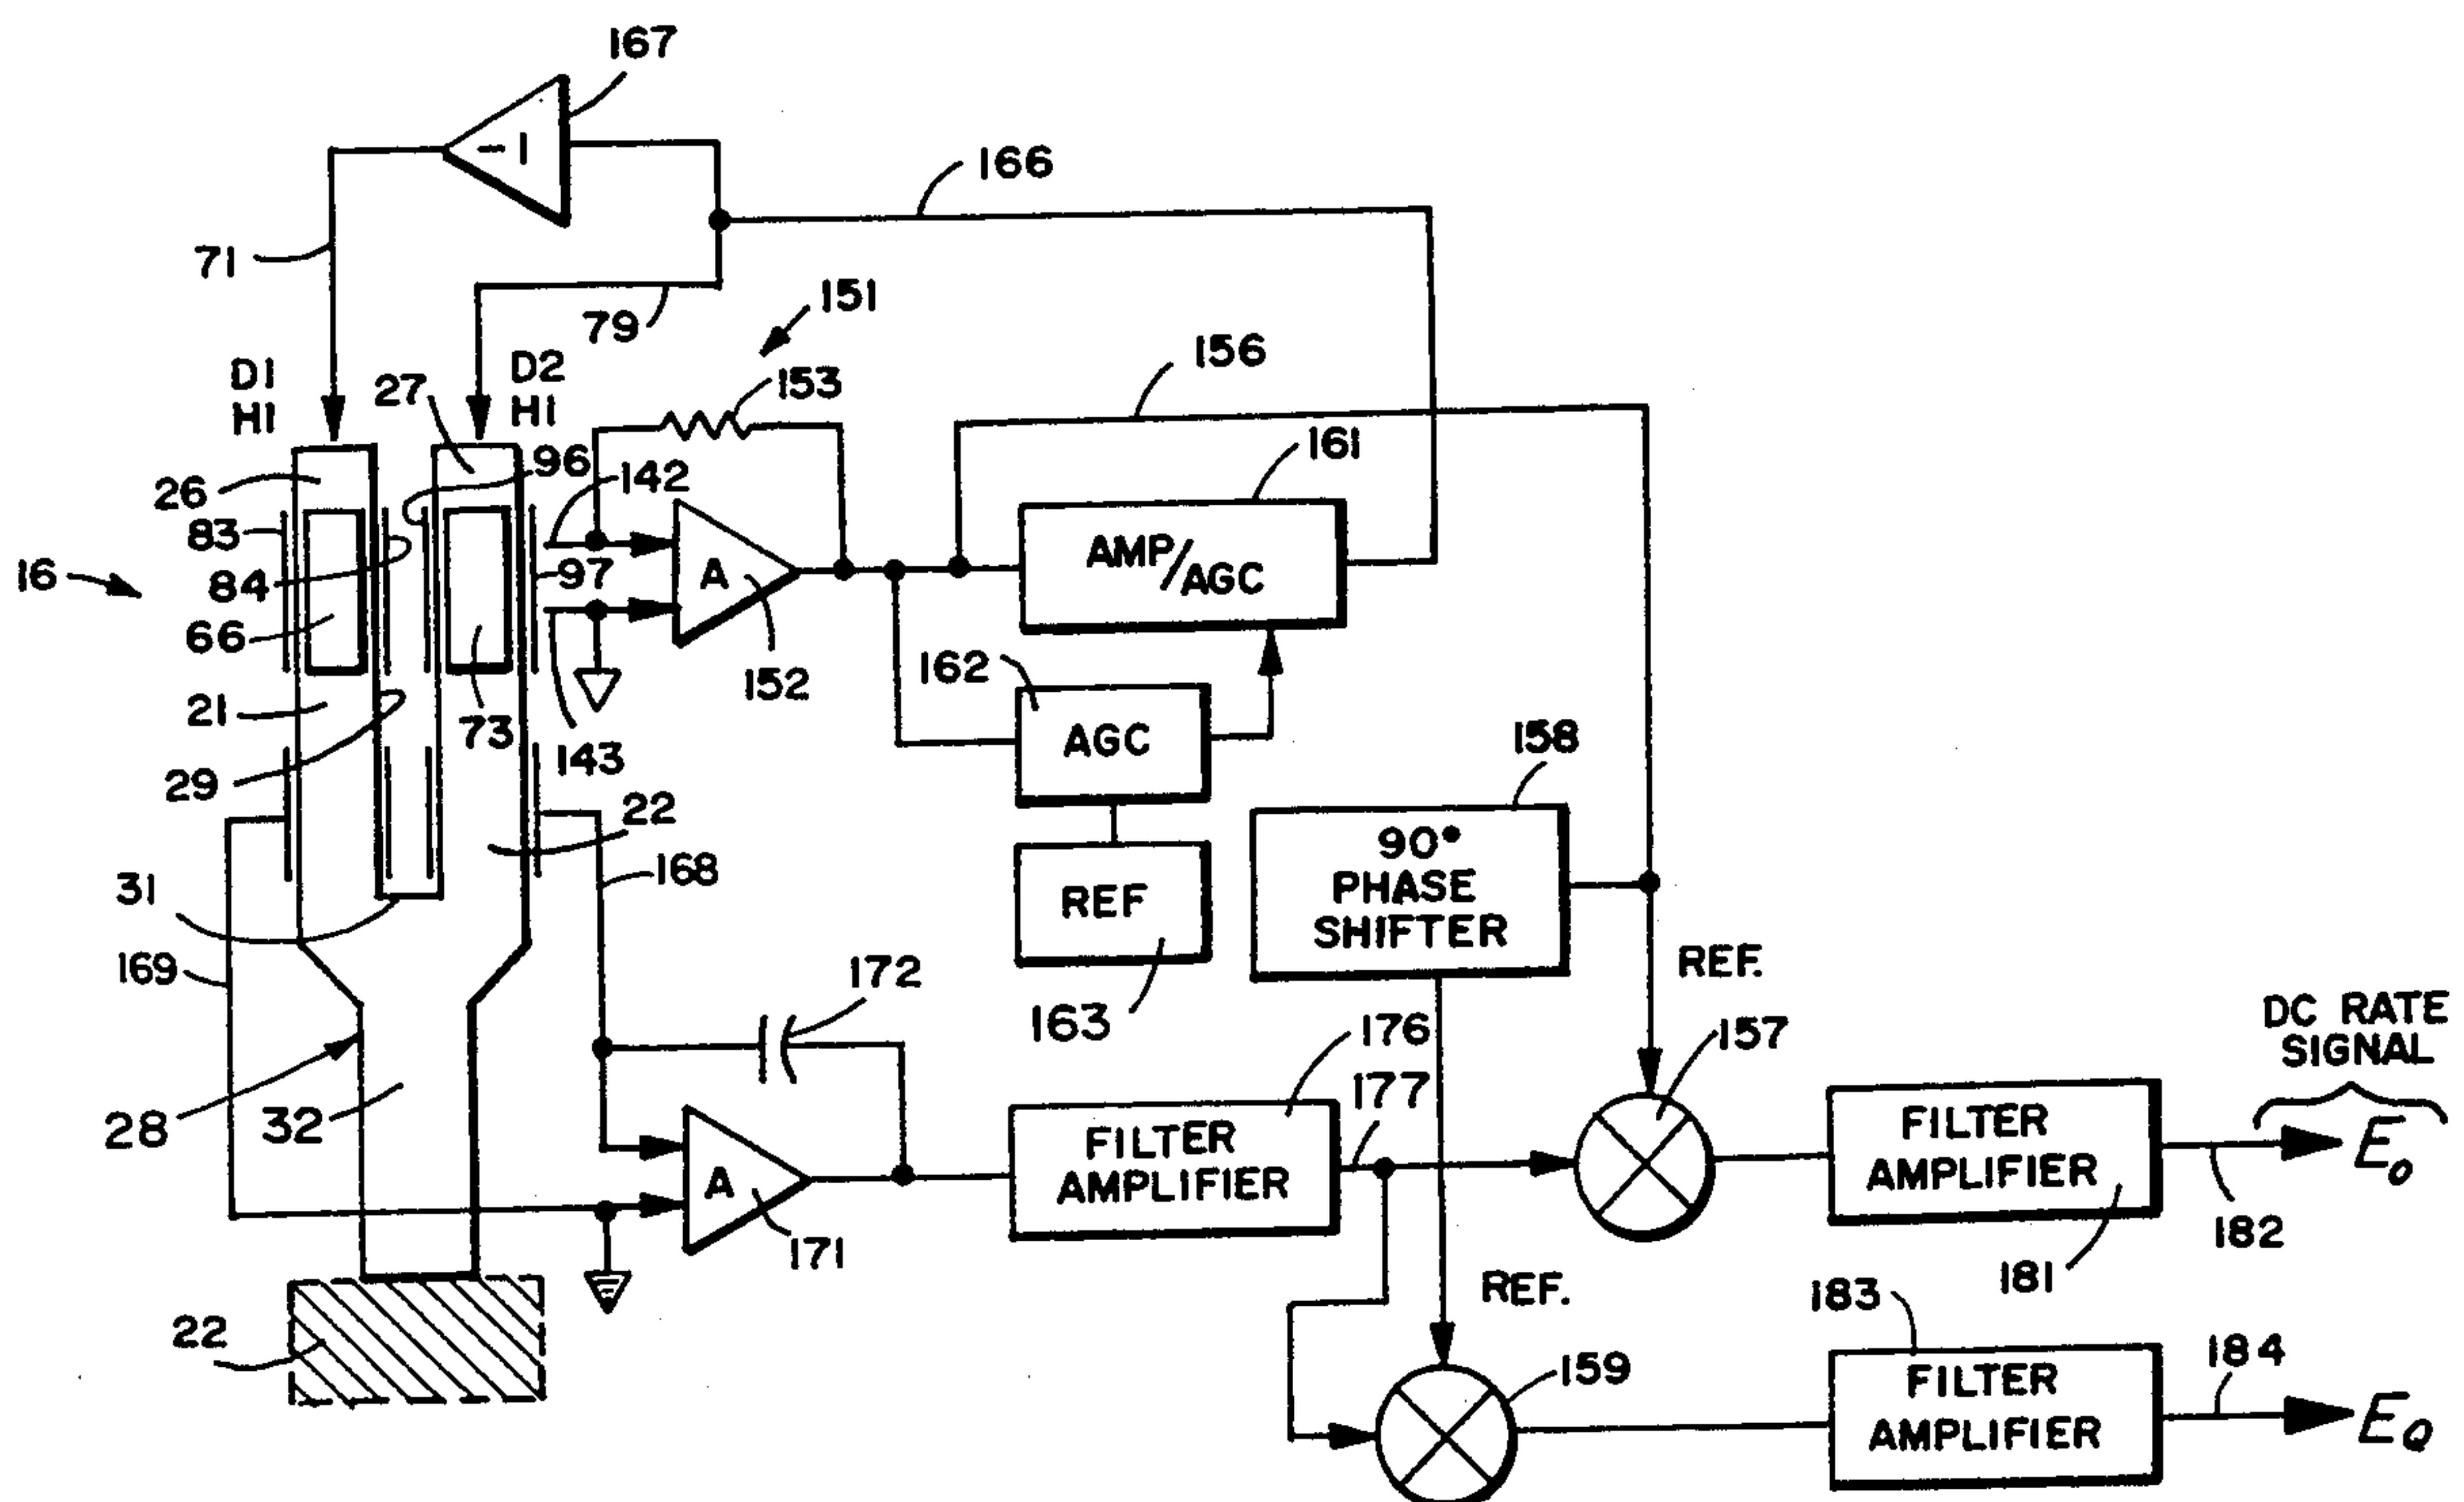 167
-1
166
71
151
79
156
D1
H1
27
D2
H1
153
161
96
142
26
83
16
84
97
A
AMP/AGC
66
152
162
21
73
AGC
158
29
143
22
90°
PHASE
SHIFTER
31
168
REF
REF.
169
172
163
176
157
DC RATE
SIGNAL
177
28
32
FILTER
AMPLIFIER
FILTER
AMPLIFIER
Eo
A
171
182
181
REF.
183
22
184
159
FILTER
AMPLIFIER
EQ